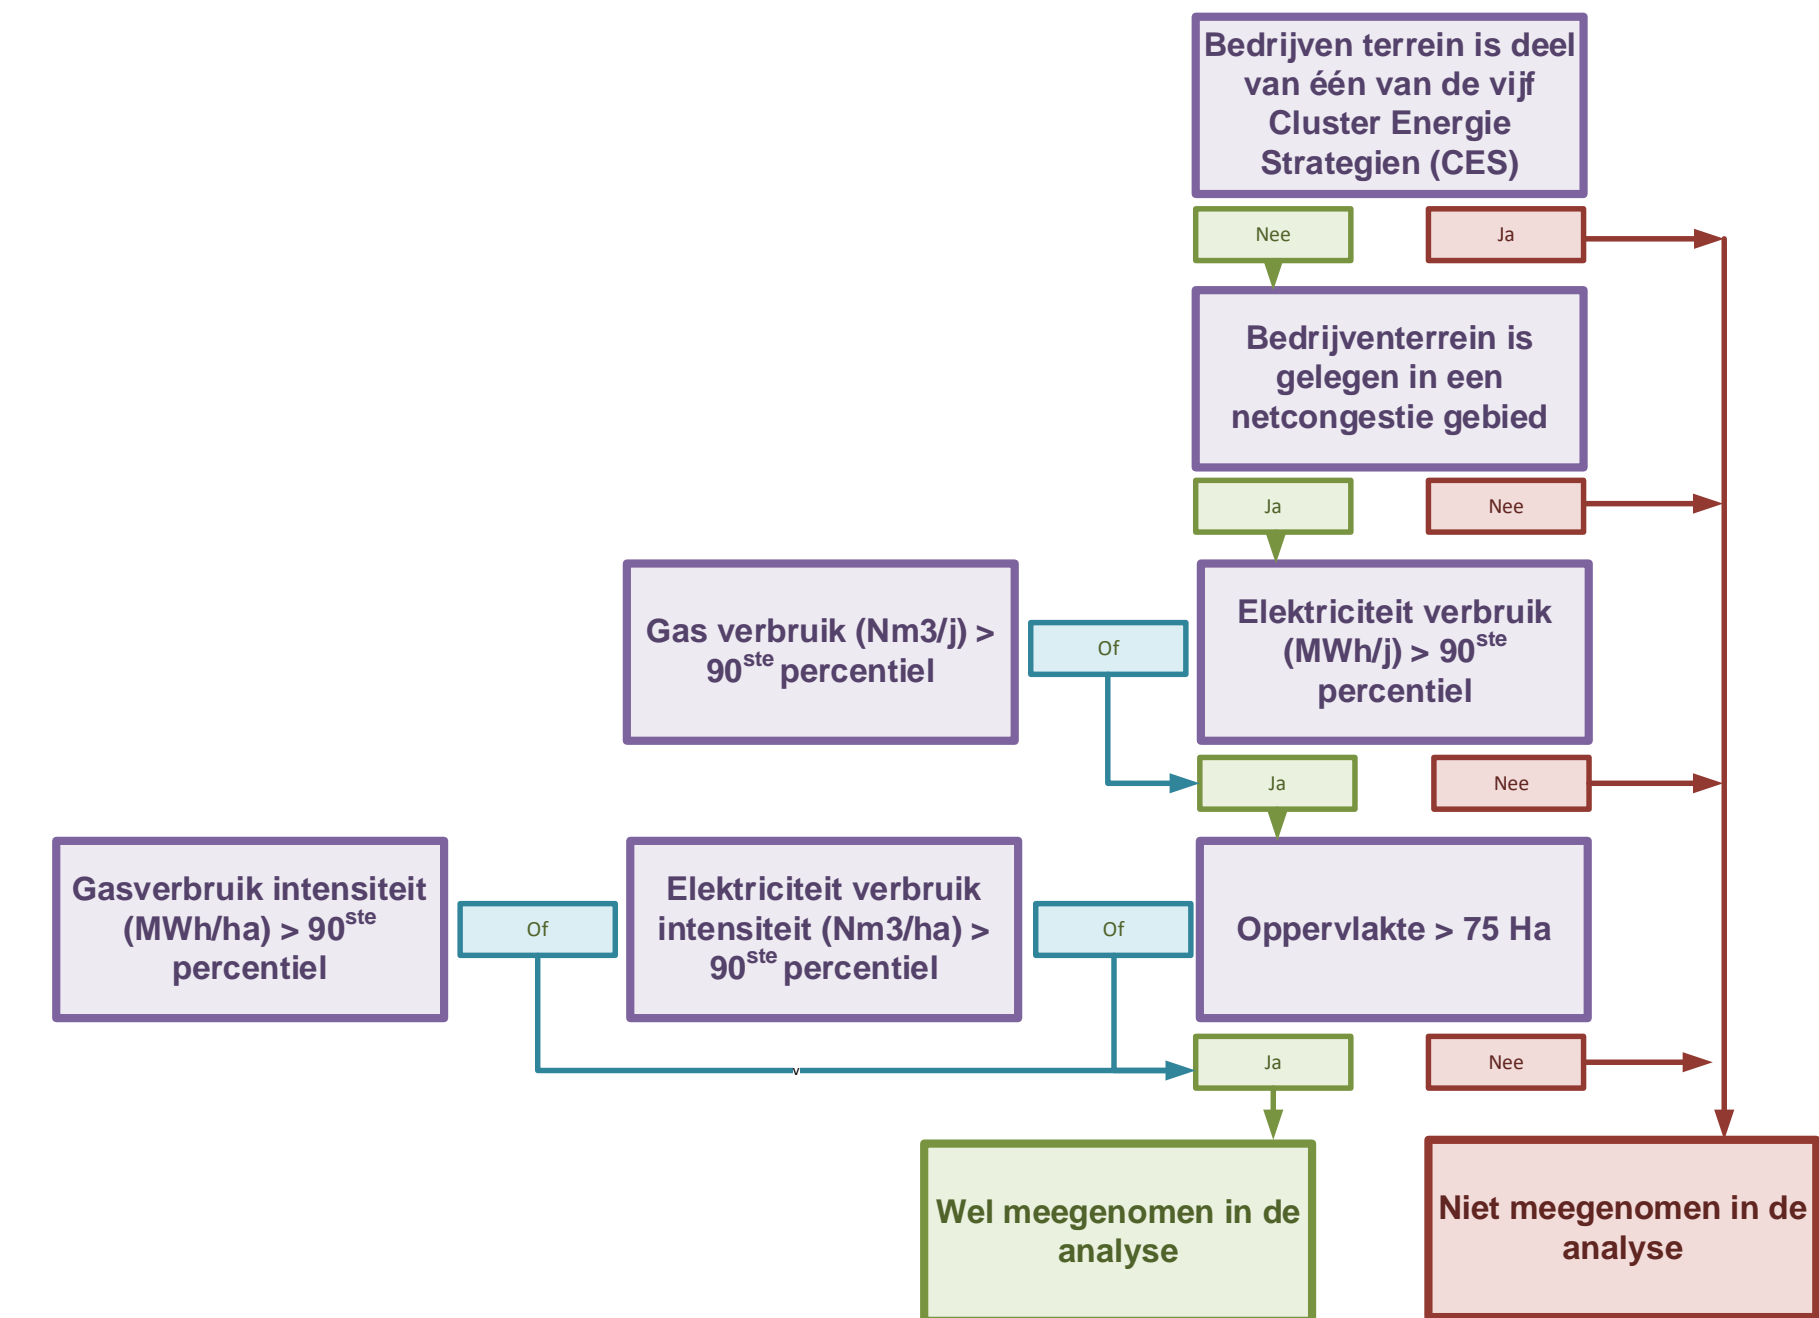 Bedrijven terrein is deel
van één van de vijf
Cluster Energie
Strategien (CES)
Nee
Ja
Bedrijventerrein is
gelegen in een
netcongestie gebied
Ja
Nee
Gas verbruik (Nm3/j) >
90ste percentiel
Of
Elektriciteit verbruik
(MWh/j) > 90ste
percentiel
Ja
Nee
Gasverbruik intensiteit
(MWh/ha) > 90ste
percentiel
Of
Elektriciteit verbruik
intensiteit (Nm3/ha) >
90ste percentiel
Of
Oppervlakte > 75 Ha
v
Ja
Nee
Wel meegenomen in de
analyse
Niet meegenomen in de
analyse